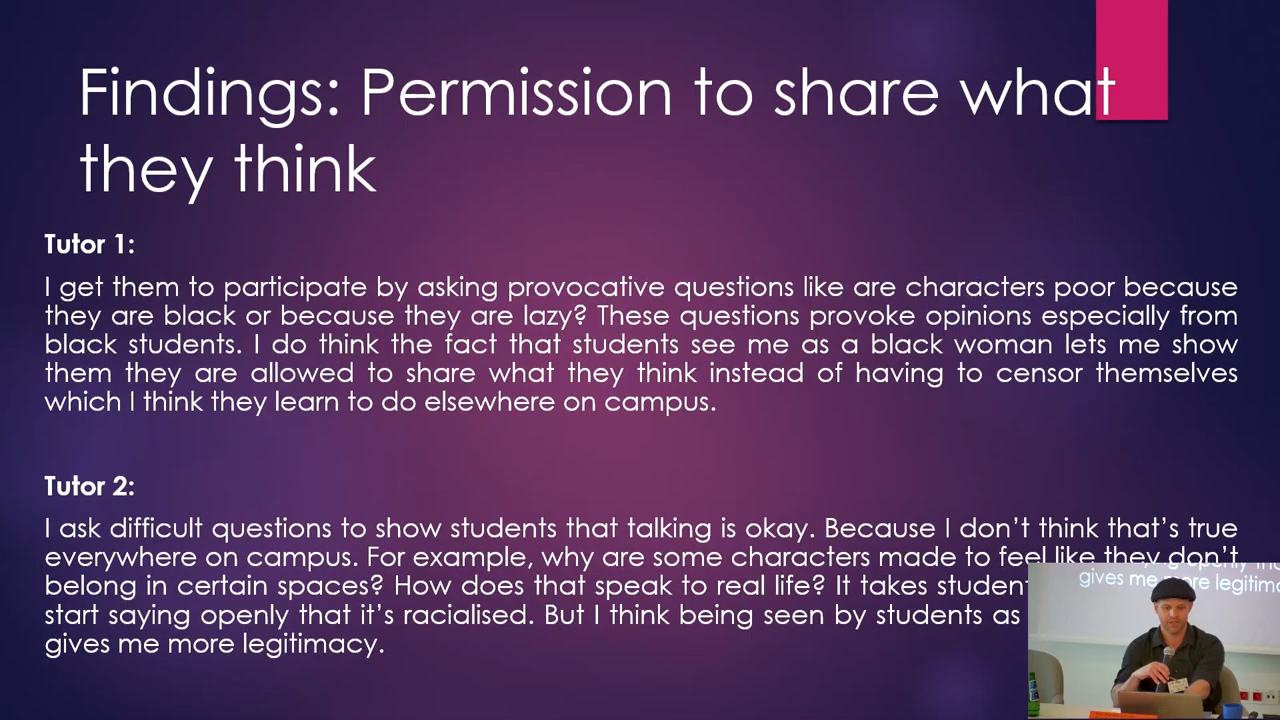 Findings: Permission to share what
they think
Tutor 1:
I get them to participate by asking provocative questions like are characters poor because
they are black or because they are lazy? These questions provoke opinions especially from
black students. I do think the fact that students see me as a black woman lets me show
them they are allowed to share what they think instead of having to censor themselves
which I think they learn to do elsewhere on campus.
Tutor 2:
I ask difficult questions to show students that talking is okay. Because I don’t think that’s true
everywhere on campus. For example, why are some characters made to feel like they don’t
belong in certain spaces? How does that speak to real life? It takes student
start saying openly that it’s racialised. But I think being seen by students as
gives me more legitimacy.
gives me more legitima